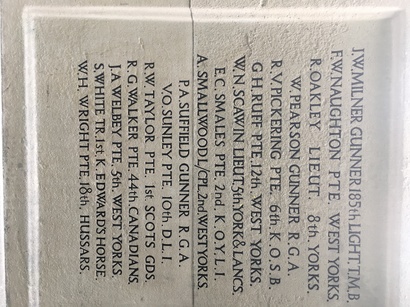 J.W.MILNER GUNNER 185th LIGHT,T.M,B.
F.W.NAUGHTON PTE. WEST YORKS,
R.OAKLEY LIEUT. 8th YORKS.
W.PEARSON GUNNER R.G.A.
R.V.PICKERING PTE. 6th K.O.S.B.
G.H.RUFF PTE,12th WEST YORKS.
W.N.SCAWIN LIEUT,5th YORK & LANCS.
E.C.SMALES PTE. 2nd, K.O.Y.L.I.
A. SMALLWOOD L/CPL.2nd,WEST YORKS.
P.A.SUFFIELD GUNNER R.G.A.
V.O.SUNLEY PTE. 10th. D.L.I.
R.W.TAYLOR PTE. 1st SCOTS GDS.
R.G.WALKER PTE. 44th CANADIANS.
J.A.WELBEY PTE. 5th. WEST YORKS.
S.WHITE TR.1st.K.EDWARD'S HORSE.
W.H.WRIGHT PTE,18th, HUSSARS.